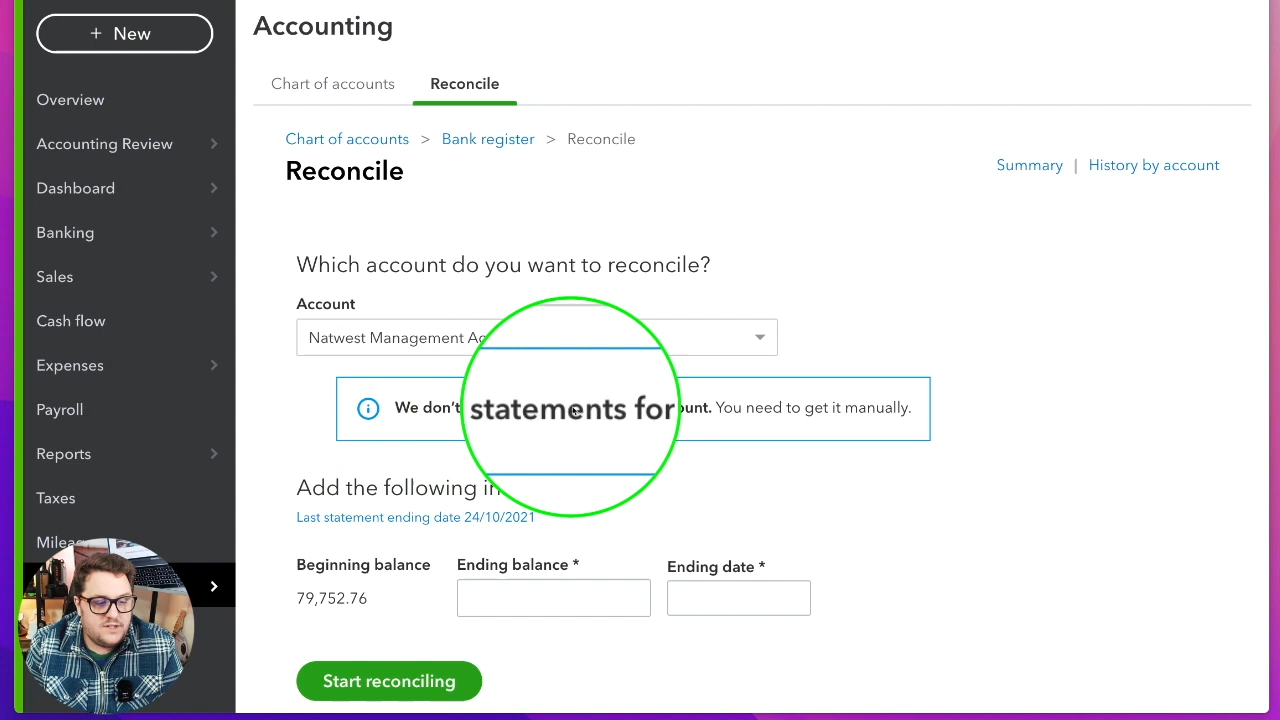 + New
Overview
Accounting Review
Dashboard
Banking
Sales
Cash flow
Expenses
Payroll
Reports
Taxes
Accounting
Chart of accounts
Reconcile
Chart of accounts > Bank register > Reconcile
Reconcile
Summary | History by account
Which account do you want to reconcile?
Account
Natwest Management
We don't statements for You need to get it manually.
Add the following
Last statement ending date 24/10/2021
Beginning balance
79,752.76
Ending balance *
Ending date *
Start reconciling